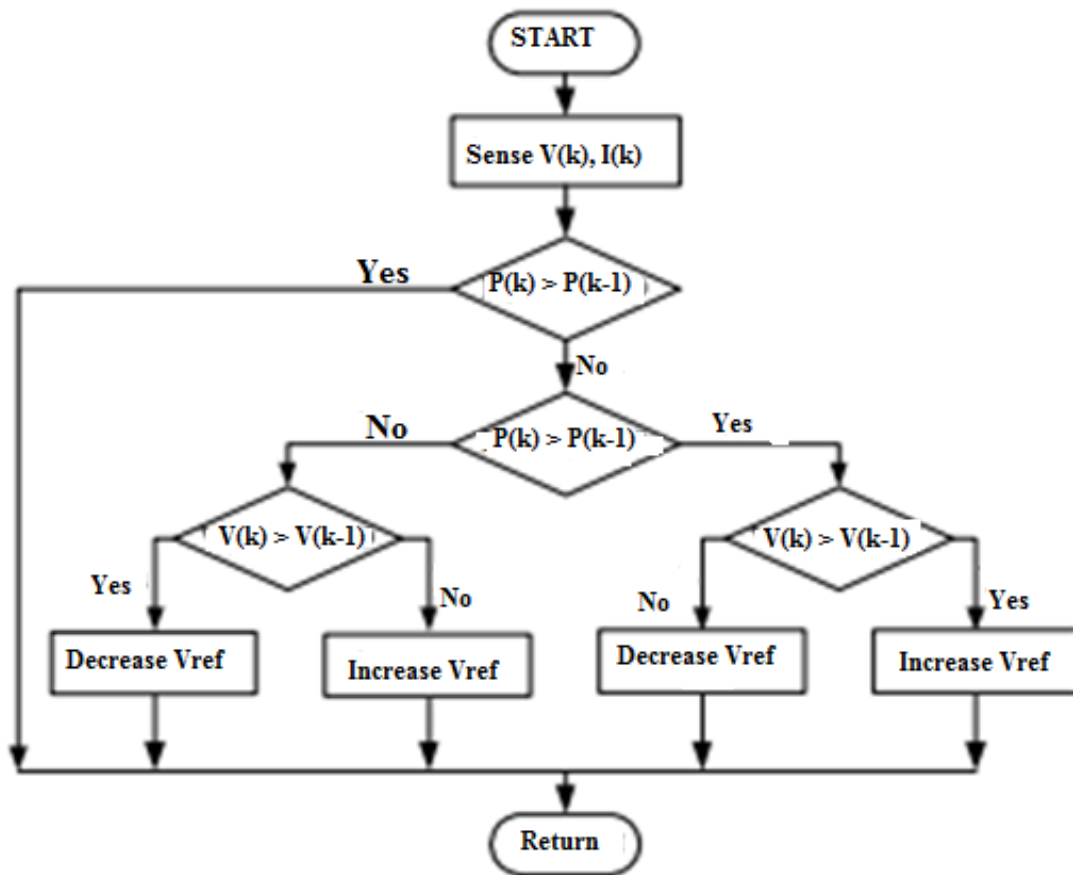 START
Sense V(k), I(k)
Yes
P(k) > P(k-1)
No
No
P(k) > P(k-1)
Yes
V(k) > V(k-1)
V(k) > V(k-1)
Yes
No
No
Yes
Decrease Vref
Increase Vref
Decrease Vref
Increase Vref
Return